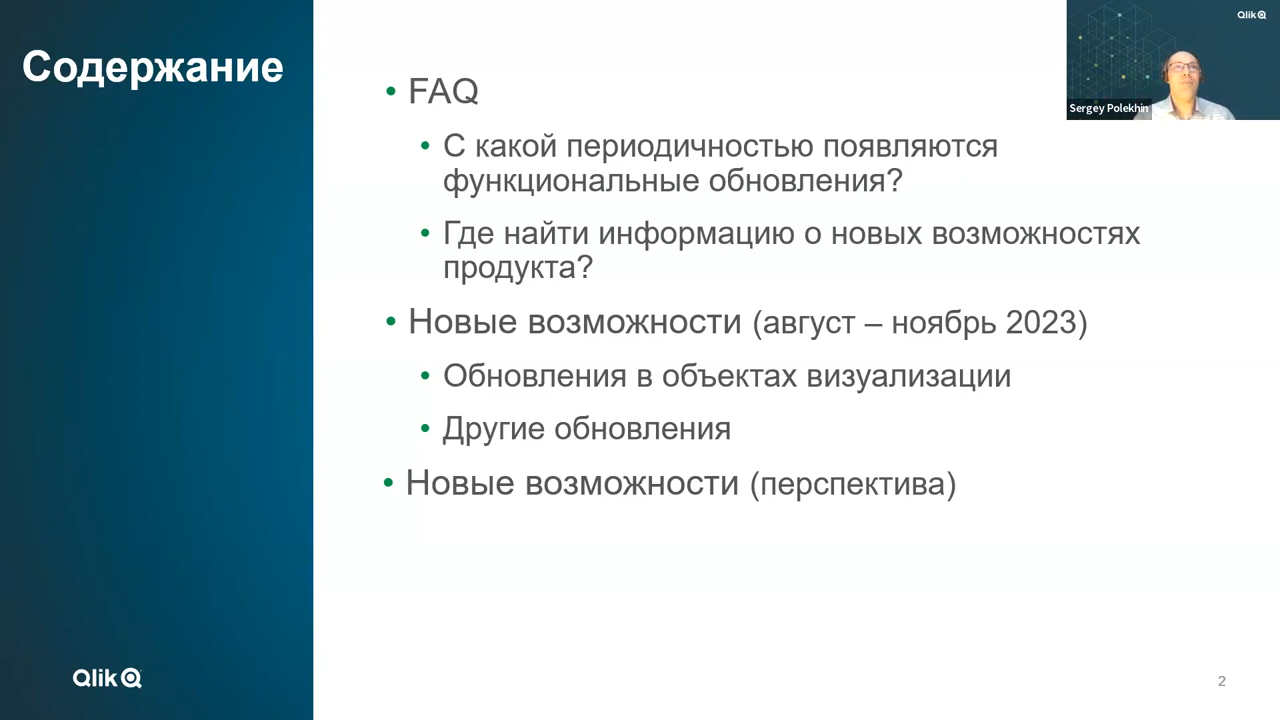 Содержание
Qlik
Sergey Polekhin
• FAQ
• С какой периодичностью появляются
функциональные обновления?
• Где найти информацию о новых возможностях
продукта?
• Новые возможности (август – ноябрь 2023)
• Обновления в объектах визуализации
• Другие обновления
• Новые возможности (перспектива)
Qlik
2